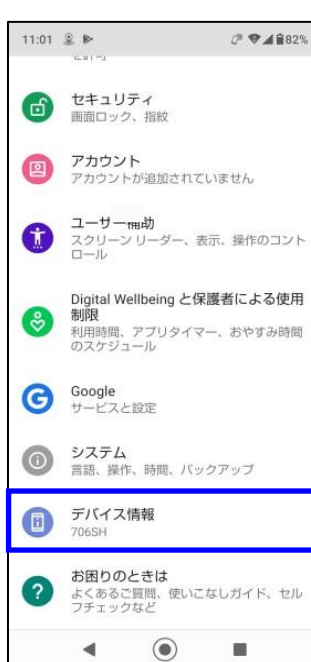 11:01 82%
セキュリティ
画面ロック、指紋
アカウント
アカウントが追加されていません
ユーザー補助
スクリーン リーダー、表示、操作のコント
ロール
Digital Wellbeing と保護者による使用
制限
利用時間、アプリタイマー、おやすみ時間
のスケジュール
Google
サービスと設定
システム
言語、操作、時間、バックアップ
デバイス情報
706SH
お困りのときは
よくあるご質問、使いこなしガイド、セル
フチェックなど